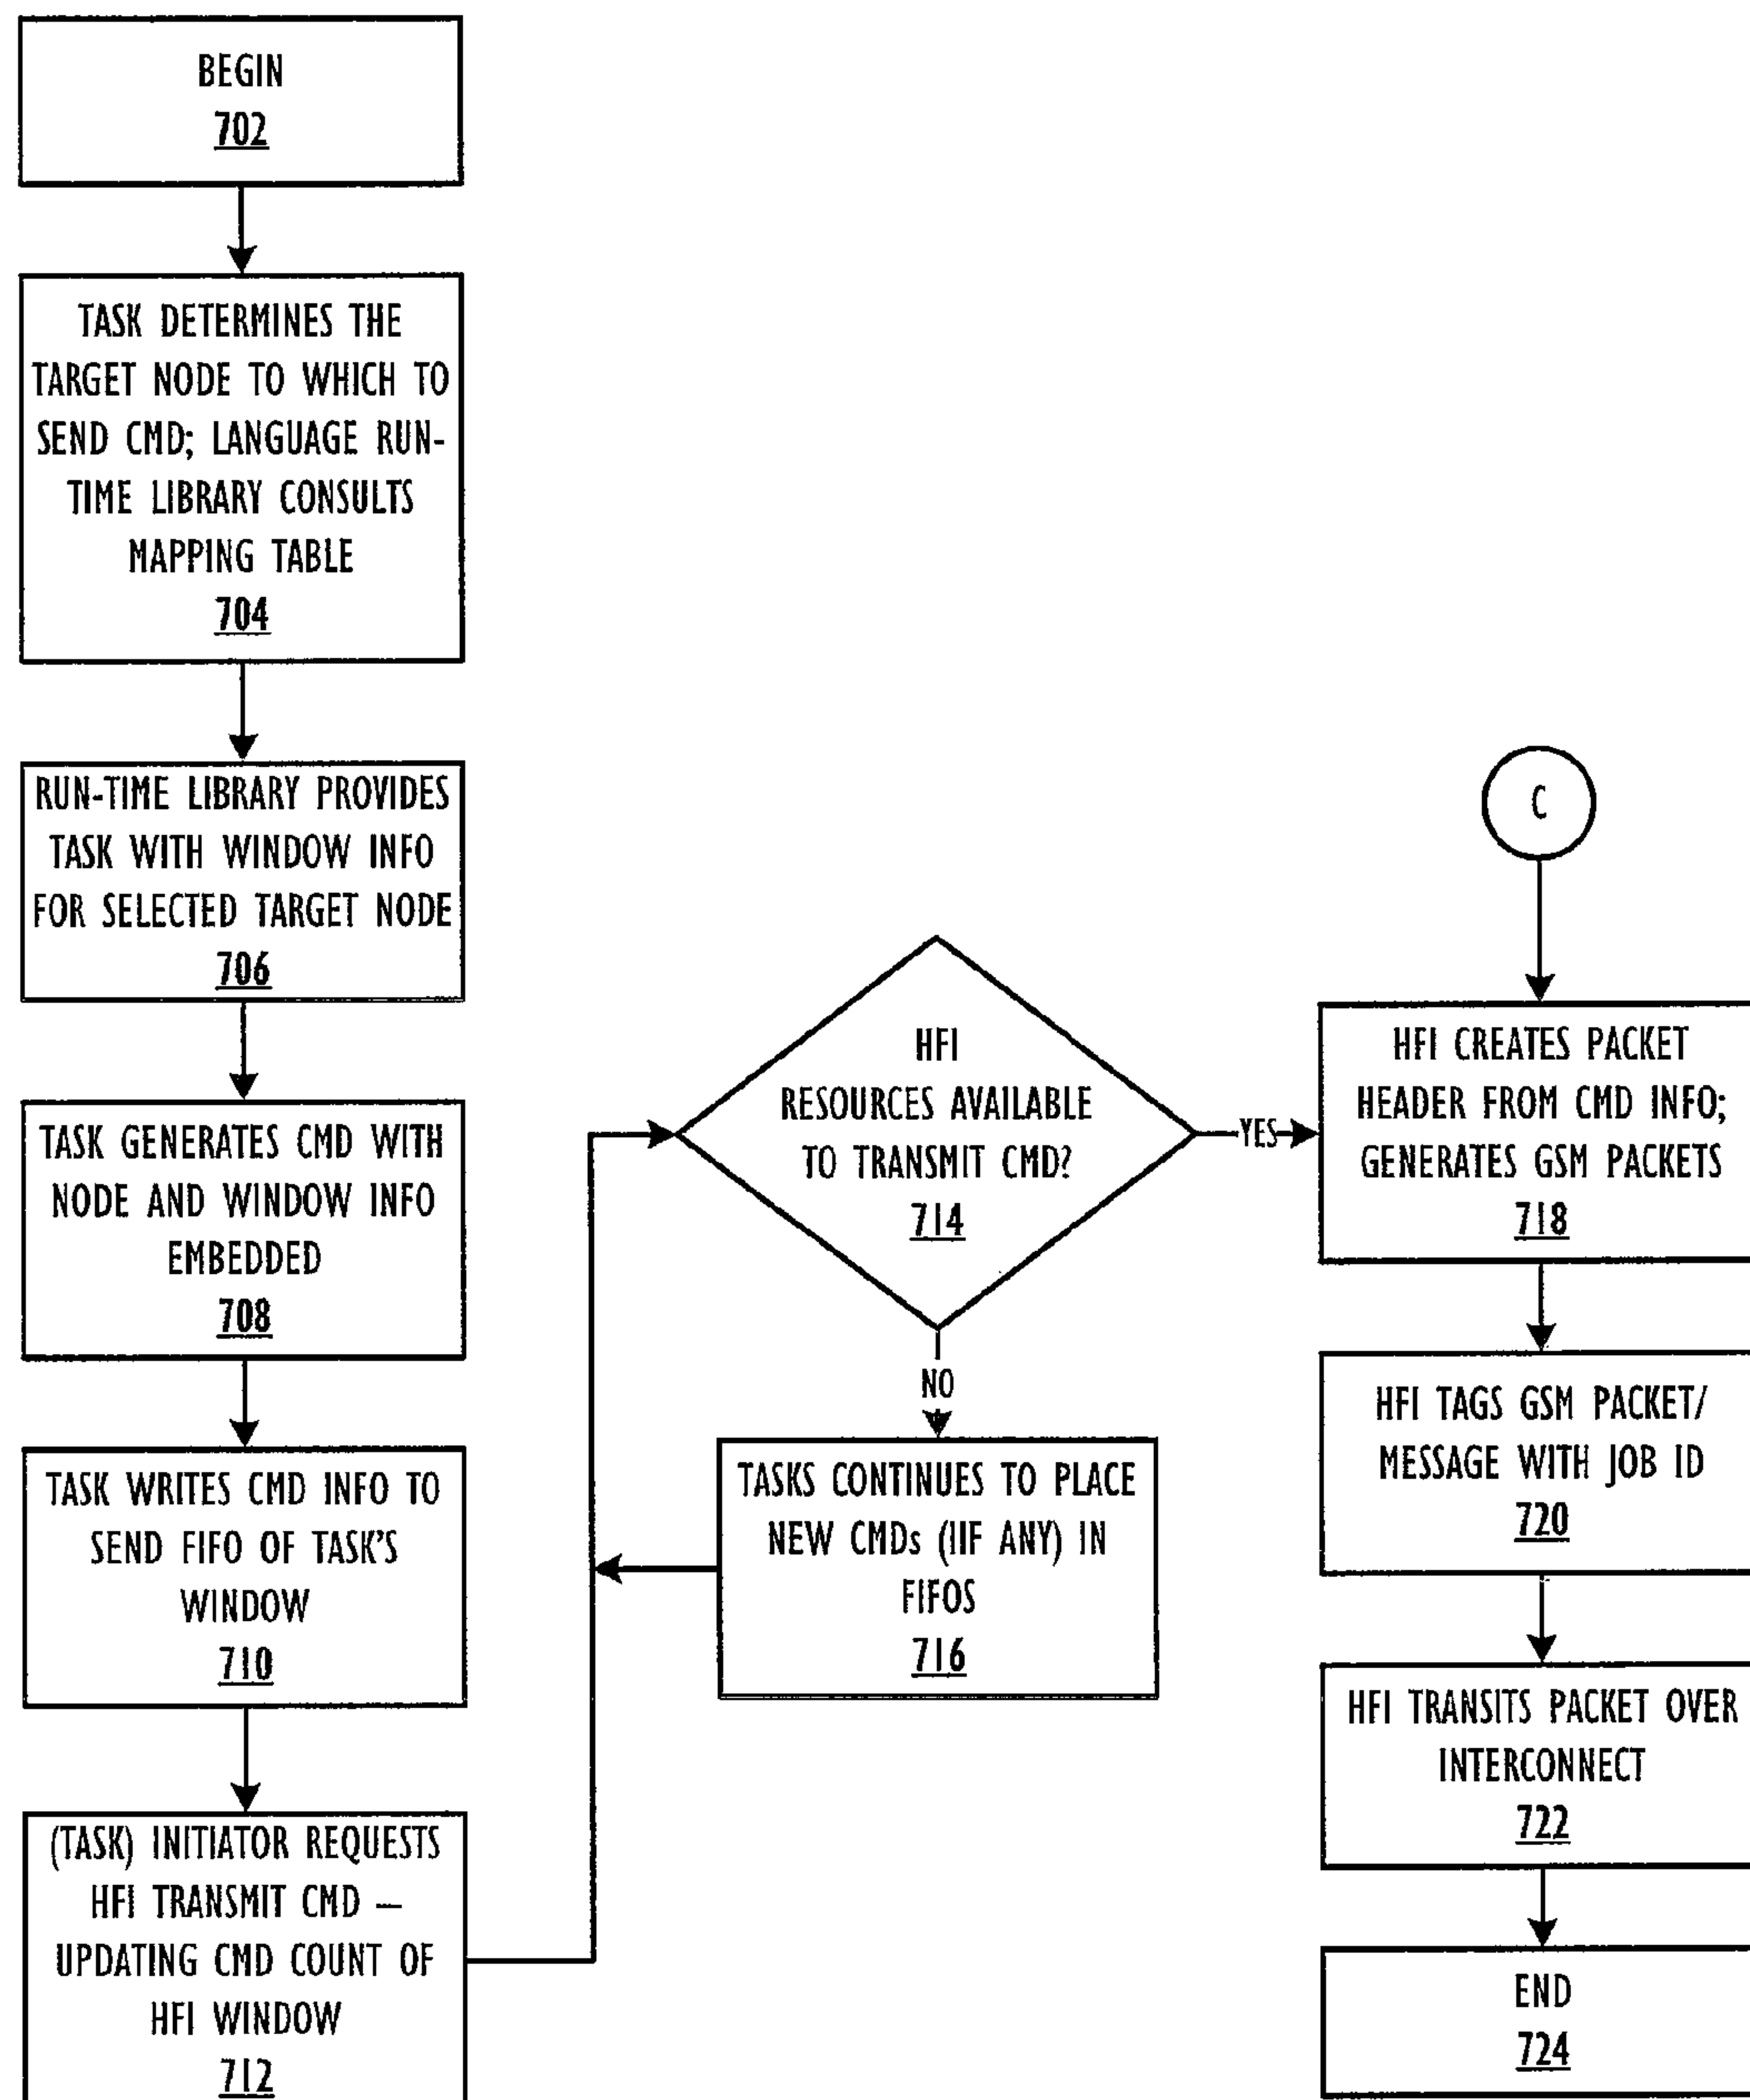 BEGIN
702
TASK DETERMINES THE
TARGET NODE TO WHICH TO
SEND CMD; LANGUAGE RUN-
TIME LIBRARY CONSULTS
MAPPING TABLE
704
RUN-TIME LIBRARY PROVIDES
TASK WITH WINDOW INFO
FOR SELECTED TARGET NODE
706
TASK GENERATES CMD WITH
NODE AND WINDOW INFO
EMBEDDED
708
TASK WRITES CMD INFO TO
SEND FIFO OF TASK'S
WINDOW
710
(TASK) INITIATOR REQUESTS
HFI TRANSMIT CMD –
UPDATING CMD COUNT OF
HFI WINDOW
712
HFI
RESOURCES AVAILABLE
TO TRANSMIT CMD?
714
YES
NO
TASKS CONTINUES TO PLACE
NEW CMDs (IIF ANY) IN
FIFOS
716
C
HFI CREATES PACKET
HEADER FROM CMD INFO;
GENERATES GSM PACKETS
718
HFI TAGS GSM PACKET/
MESSAGE WITH JOB ID
720
HFI TRANSITS PACKET OVER
INTERCONNECT
722
END
724